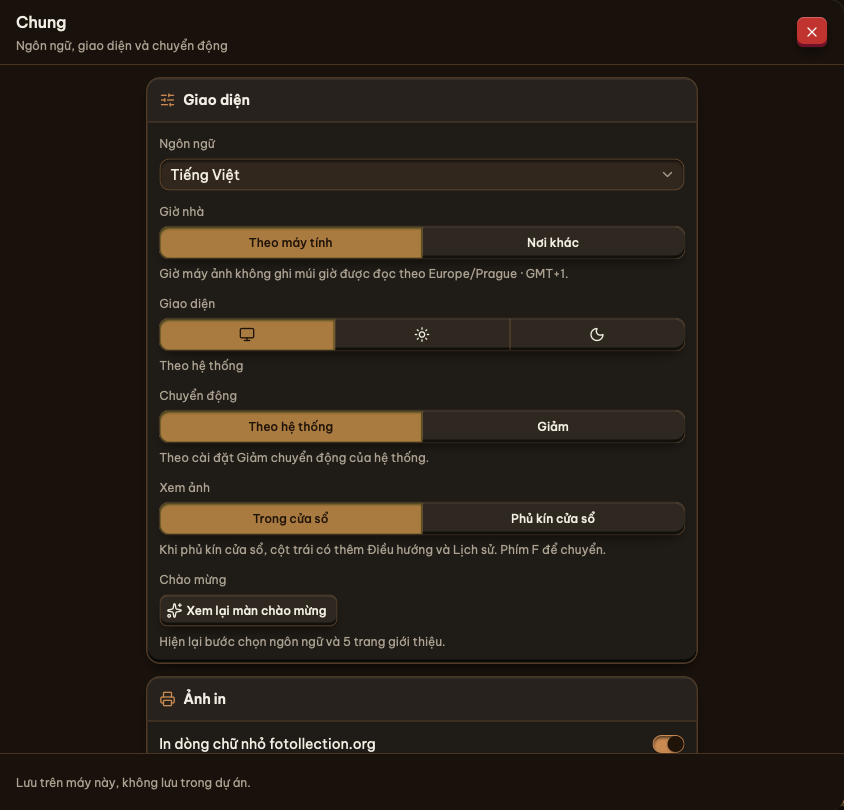 Chung
Ngôn ngữ, giao diện và chuyển động
Giao diện
Ngôn ngữ
Tiếng Việt
Giờ nhà
Theo máy tính
Nơi khác
Giờ máy ảnh không ghi múi giờ được đọc theo Europe/Prague · GMT+1.
Giao diện
Theo hệ thống
Chuyển động
Theo hệ thống
Giảm
Theo cài đặt Giảm chuyển động của hệ thống.
Xem ảnh
Trong cửa sổ
Phủ kín cửa sổ
Khi phủ kín cửa sổ, cột trái có thêm Điều hướng và Lịch sử. Phím F để chuyển.
Chào mừng
Xem lại màn chào mừng
Hiện lại bước chọn ngôn ngữ và 5 trang giới thiệu.
Ảnh in
In dòng chữ nhỏ fotollection.org
Lưu trên máy này, không lưu trong dự án.